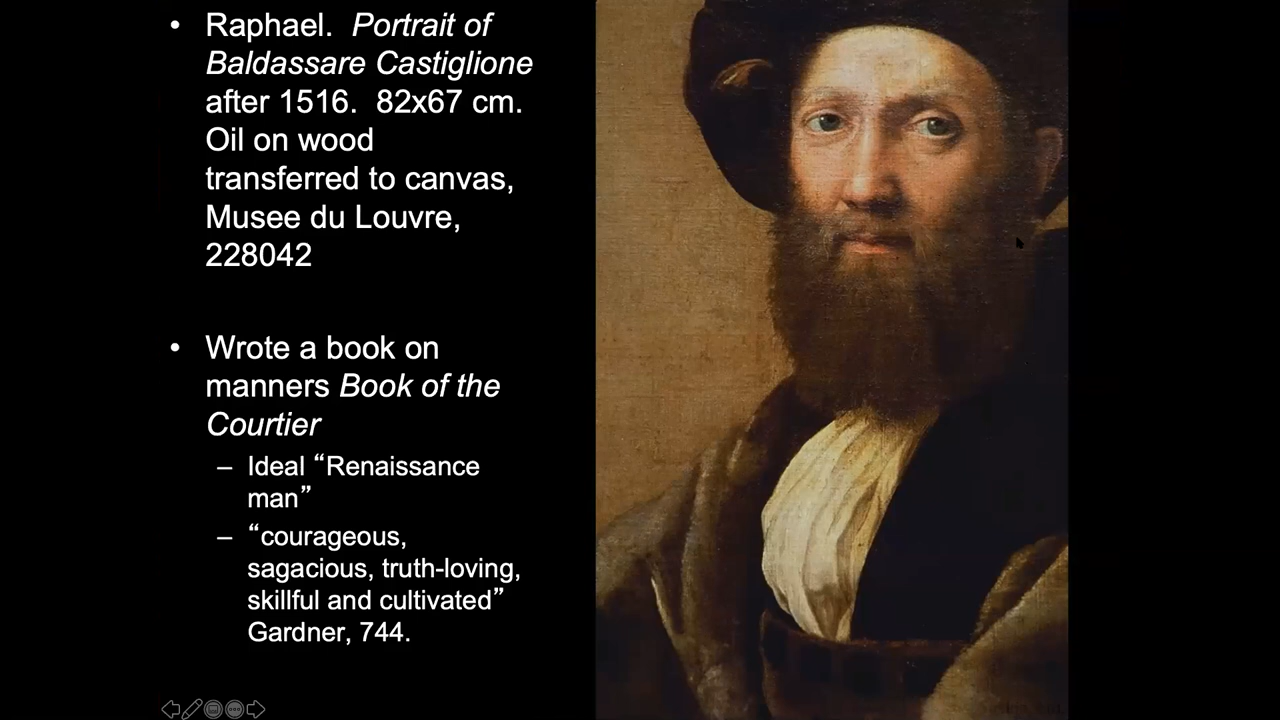 • Raphael.  Portrait of
Baldassare Castiglione
after 1516.  82x67 cm.
Oil on wood
transferred to canvas,
Musee du Louvre,
228042
• Wrote a book on
manners Book of the
Courtier
– Ideal “Renaissance
man”
– “courageous,
sagacious, truth-loving,
skillful and cultivated”
Gardner, 744.